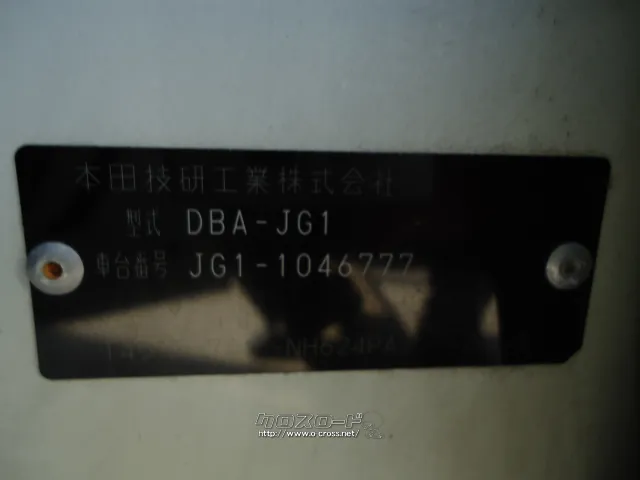 本田技研工業株式会社
型式 DBA-JG1
車台番号 JG1-1046777
NH624P
クロスロード
http://www.o-cross.net/